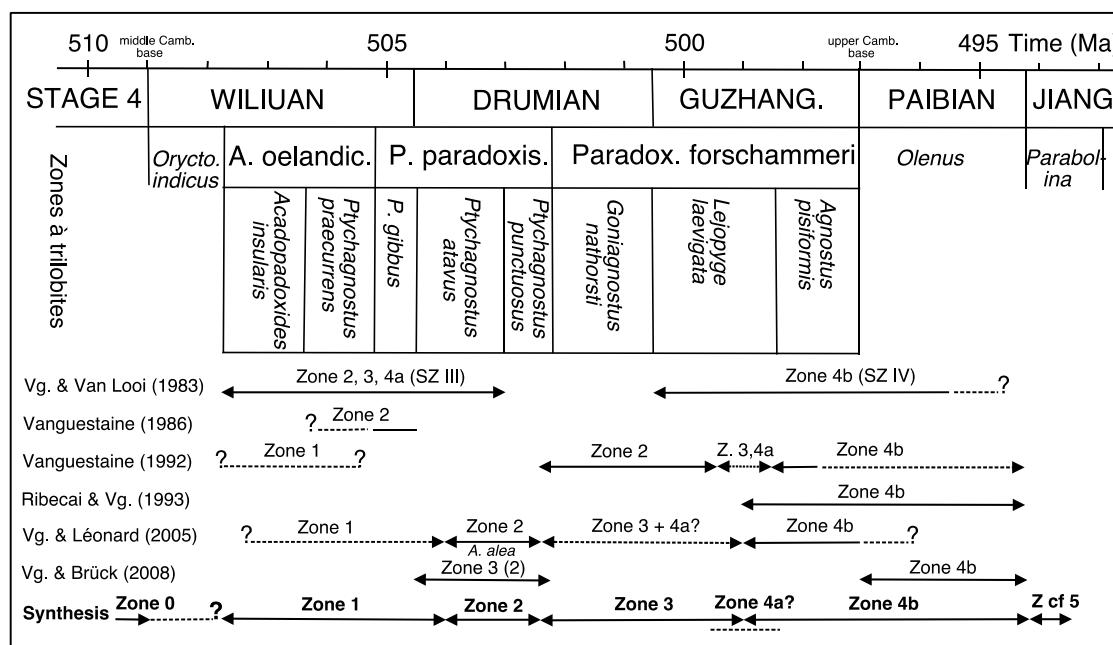 510 middle Camb. base 505 500 upper Camb. base 495 Time (Ma)
STAGE 4 WILIUAN DRUMIAN GUZHANG. PAIBIAN JIANG
Zones à trilobites
Orycto. indicus
A. oelandic. P. paradoxis. Paradox. forschammeri
Olenus
Parabol-
ina
Acadopadoxides
insularis
Ptychagnostus
praecurrens
P. gibbus
Ptychagnostus
atavus
Ptychagnostus
punctuosus
Goniagnostus
nathorsti
Lejopyge
laevigata
Agnostus
pisiformis
Vg. & Van Looi (1983) Zone 2, 3, 4a (SZ III) Zone 4b (SZ IV) ?
Vanguestaine (1986) ? Zone 2
Vanguestaine (1992) ? Zone 1 ? Zone 2 Z. 3,4a Zone 4b
Ribecai & Vg. (1993) Zone 4b
Vg. & Léonard (2005) ? Zone 1 Zone 2 Zone 3 + 4a? Zone 4b ?
A. alea
Vg. & Brück (2008) Zone 3 (2) Zone 4b
Synthesis Zone 0 ? Zone 1 Zone 2 Zone 3 Zone 4a? Zone 4b Z cf 5